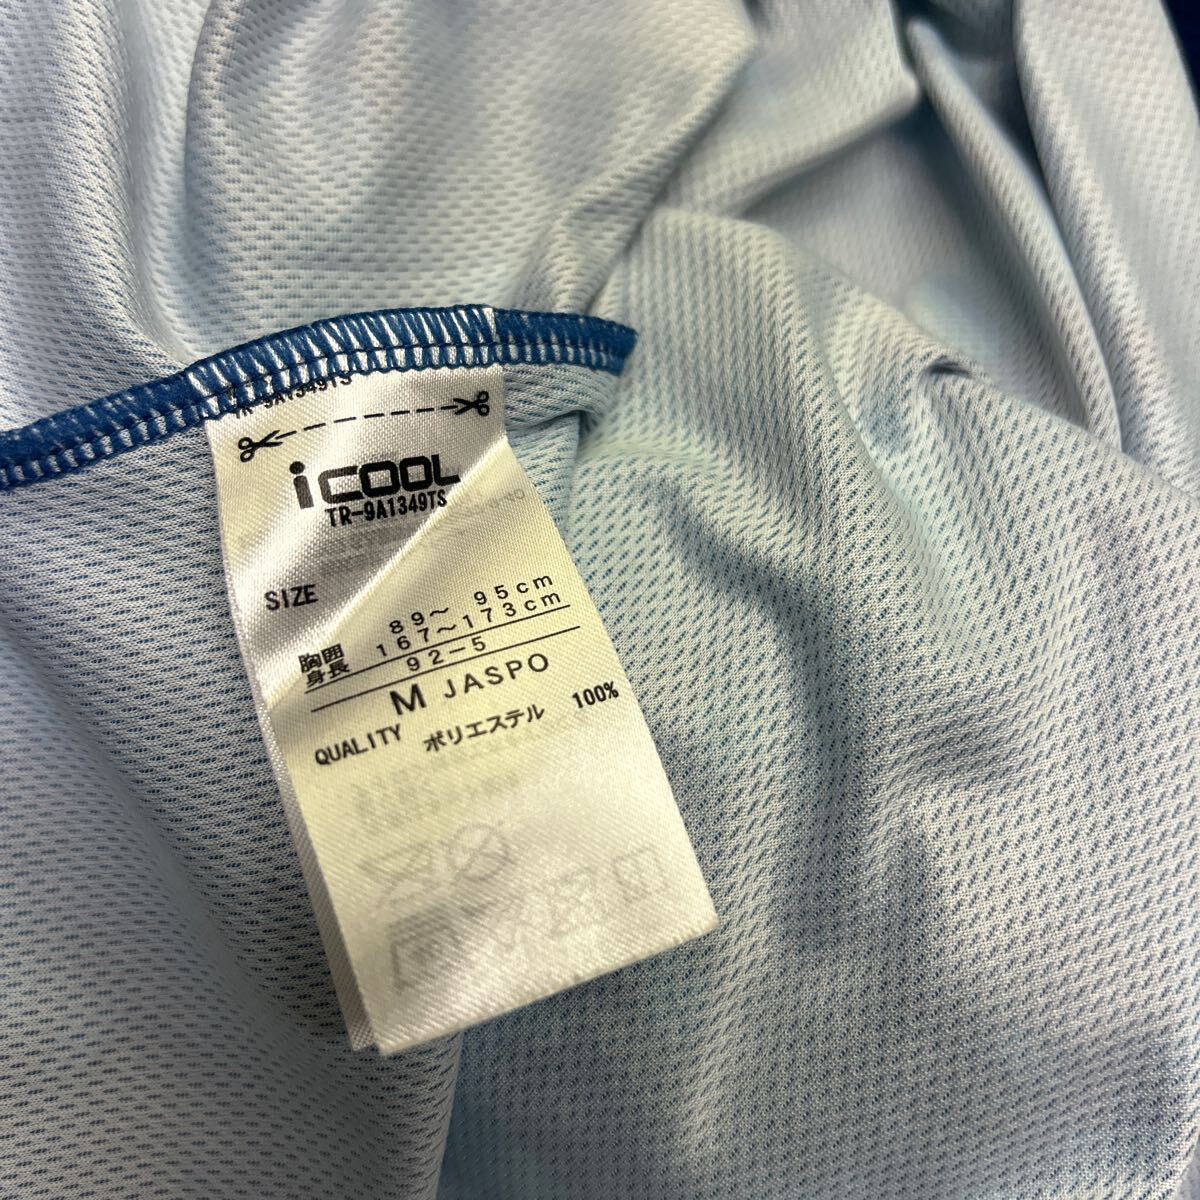 TR-9A1349TS
iCOOL
TR-9A1349TS
SIZE
胸囲 89～ 95cm
身長 167～173cm
92-5
M JASPO
QUALITY ポリエステル 100%